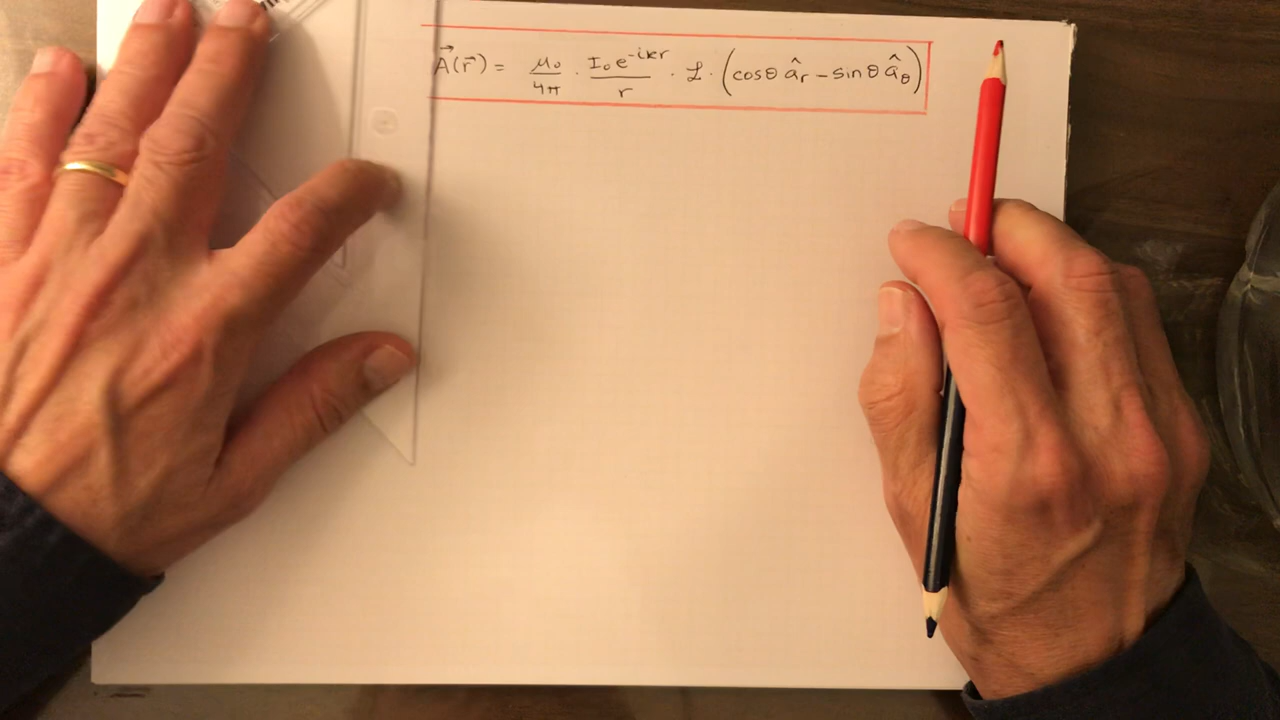 A⃗(r⃗) = μ₀/4π · I₀e^(-ikr)/r · L · (cosθ âᵣ - sinθ â_θ)